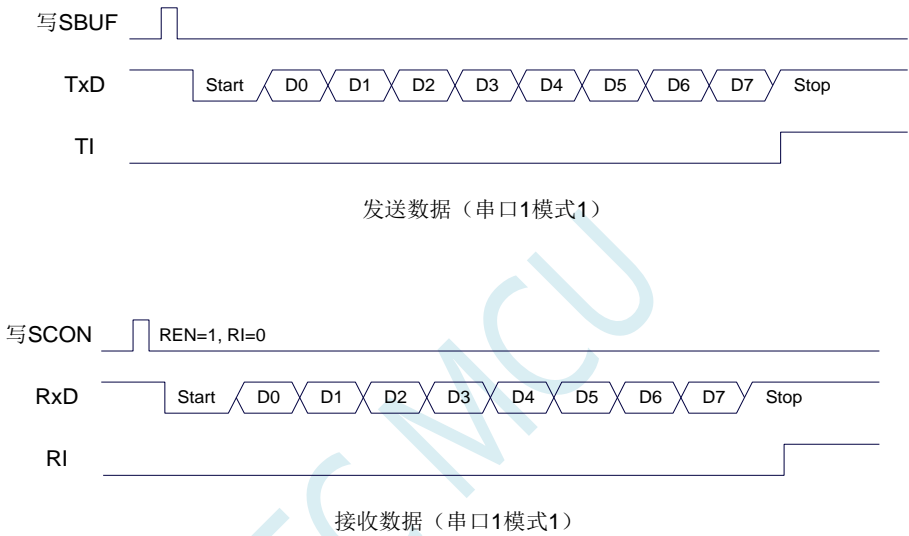 写SBUF
TxD Start D0 D1 D2 D3 D4 D5 D6 D7 Stop
TI
发送数据（串口1模式1）
写SCON REN=1, RI=0
RxD Start D0 D1 D2 D3 D4 D5 D6 D7 Stop
RI
接收数据（串口1模式1）
MCU